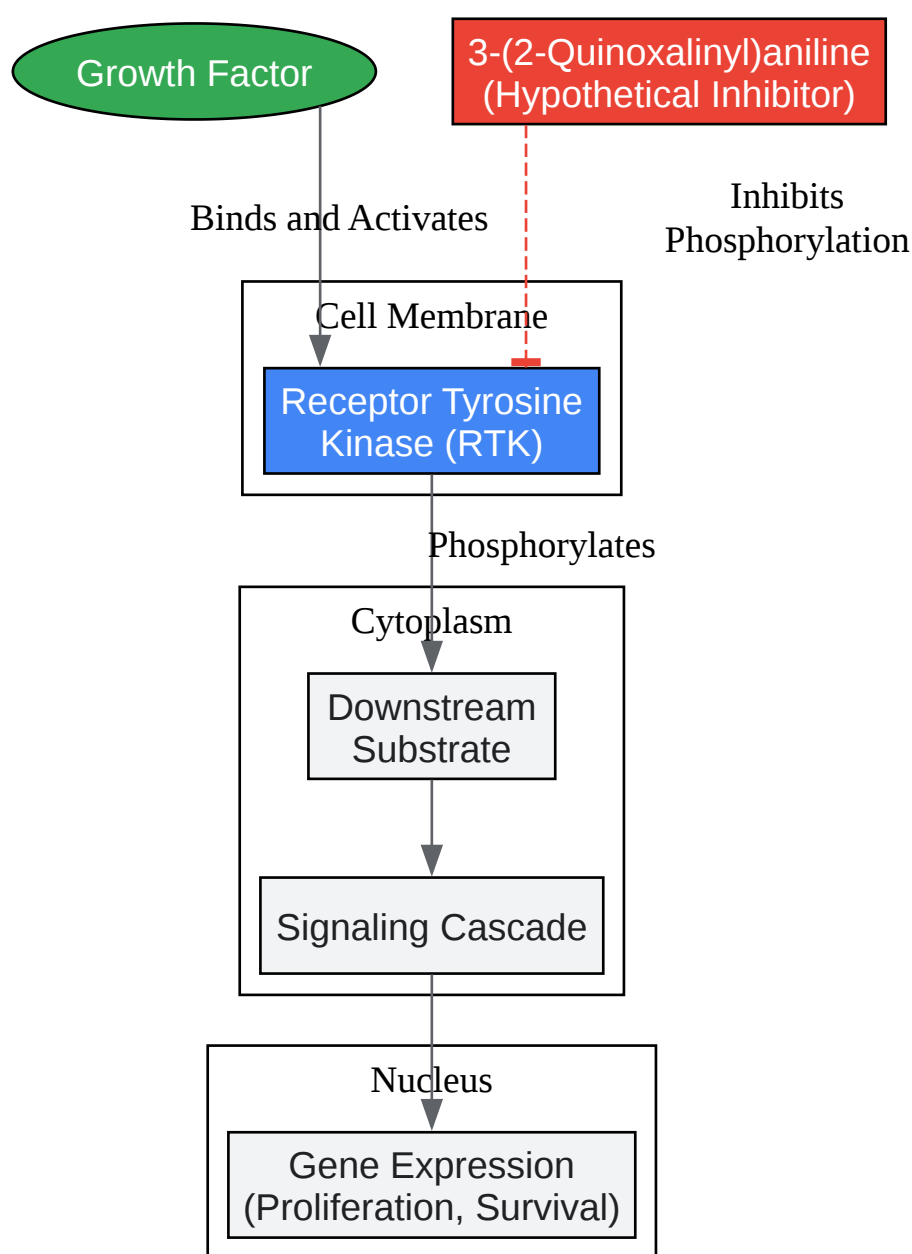 Growth Factor
3-(2-Quinoxalinyl)aniline
(Hypothetical Inhibitor)
Binds and Activates
Inhibits
Phosphorylation
Cell Membrane
Receptor Tyrosine
Kinase (RTK)
Phosphorylates
Cytoplasm
Downstream
Substrate
Signaling Cascade
Nucleus
Gene Expression
(Proliferation, Survival)